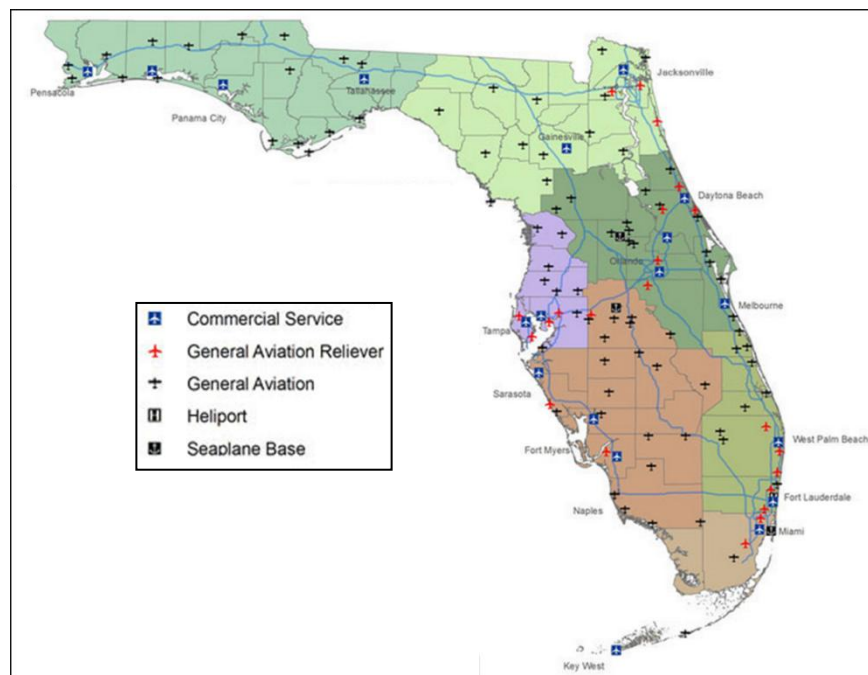 Jacksonville
Pensacola
Tallahassee
Panama City
Gainesville
Daytona Beach
Orlando
Melbourne
Commercial Service
General Aviation Reliever
General Aviation
Heliport
Seaplane Base
Tampa
Sarasota
West Palm Beach
Fort Myers
Fort Lauderdale
Naples
Miami
Key West